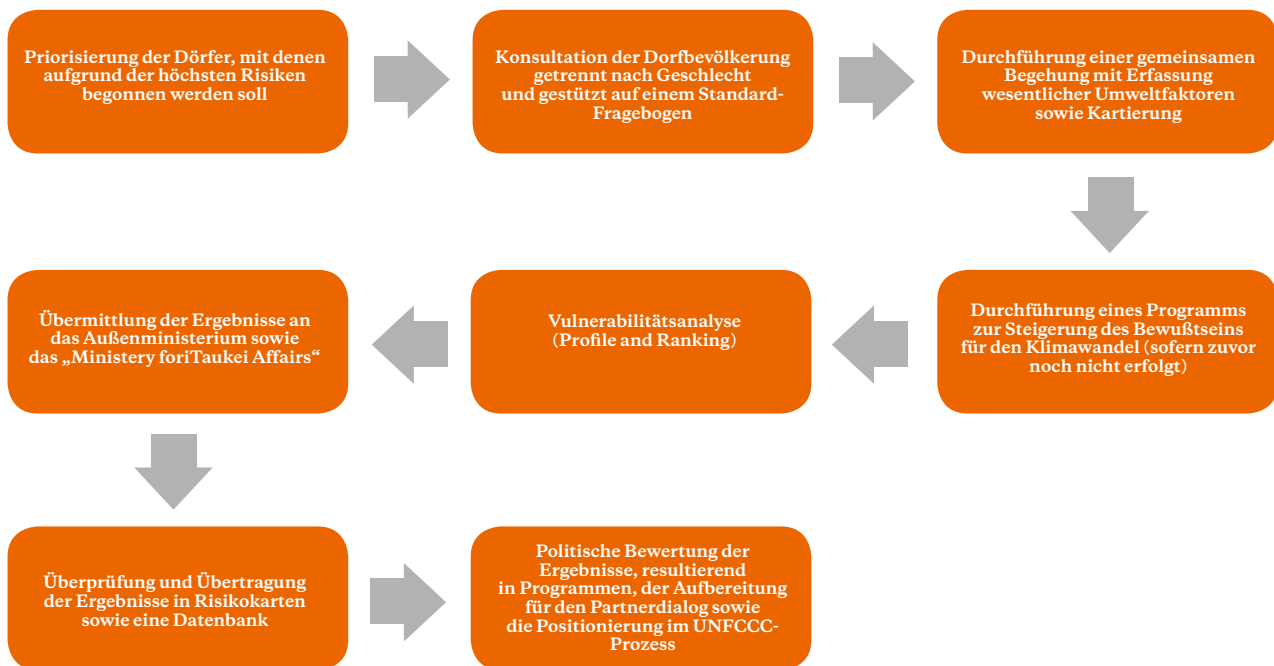 Priorisierung der Dörfer, mit denen
aufgrund der höchsten Risiken
begonnen werden soll
Konsultation der Dorfbevölkerung
getrennt nach Geschlecht
und gestützt auf einem Standard-
Fragebogen
Durchführung einer gemeinsamen
Begehung mit Erfassung
wesentlicher Umweltfaktoren
sowie Kartierung
Durchführung eines Programms
zur Steigerung des Bewußtseins
für den Klimawandel (sofern zuvor
noch nicht erfolgt)
Vulnerabilitätsanalyse
(Profile and Ranking)
Übermittlung der Ergebnisse an
das Außenministerium sowie
das „Ministery foriTaukei Affairs“
Überprüfung und Übertragung
der Ergebnisse in Risikokarten
sowie eine Datenbank
Politische Bewertung der
Ergebnisse, resultierend
in Programmen, der Aufbereitung
für den Partnerdialog sowie
die Positionierung im UNFCCC-
Prozess